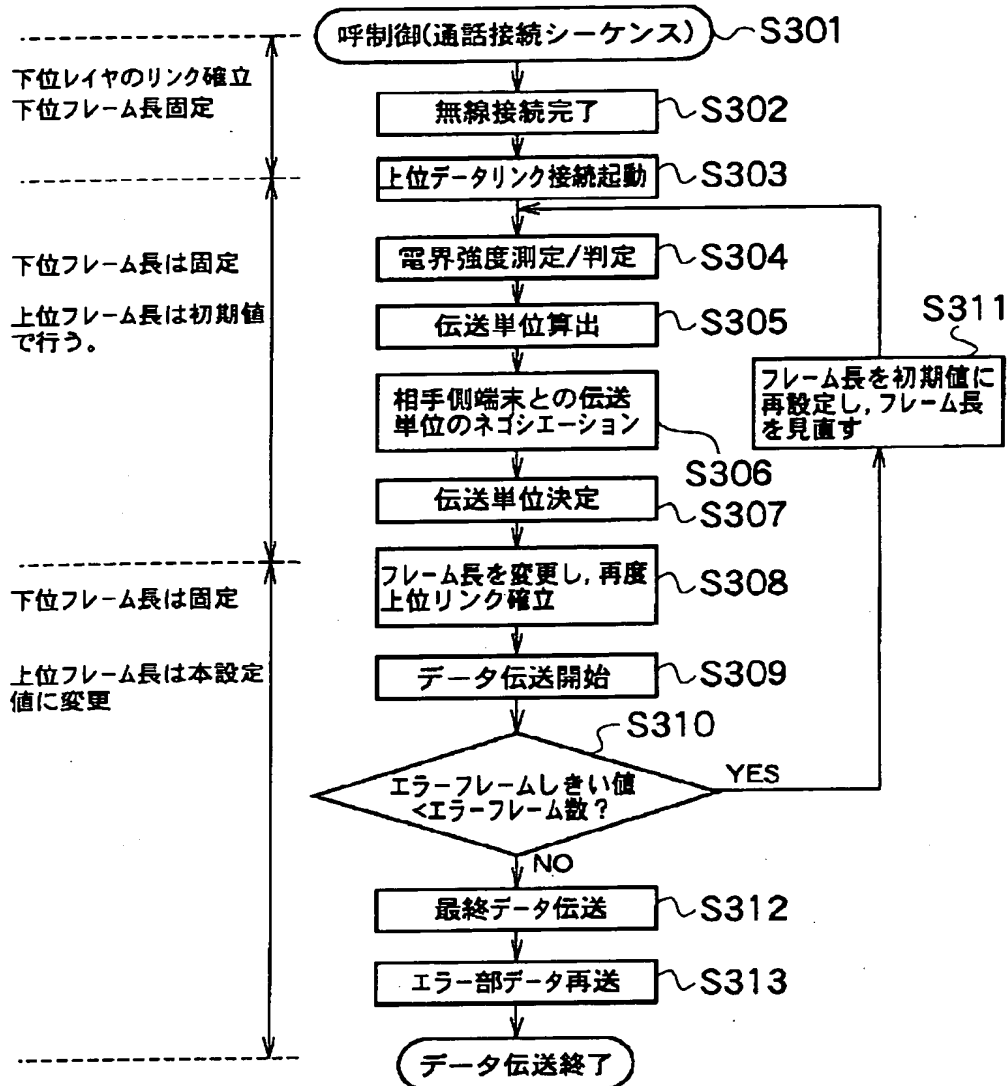 呼制御(通話接続シーケンス)
S301
下位レイヤのリンク確立
下位フレーム長固定
無線接続完了
S302
上位データリンク接続起動
S303
下位フレーム長は固定
電界強度測定/判定
S304
上位フレーム長は初期値
で行う。
伝送単位算出
S305
S311
フレーム長を初期値に
再設定し,フレーム長
を見直す
相手側端末との伝送
単位のネゴシエーション
S306
伝送単位決定
S307
下位フレーム長は固定
フレーム長を変更し,再度
上位リンク確立
S308
上位フレーム長は本設定
値に変更
データ伝送開始
S309
S310
エラーフレームしきい値
<エラーフレーム数?
YES
NO
最終データ伝送
S312
エラー部データ再送
S313
データ伝送終了